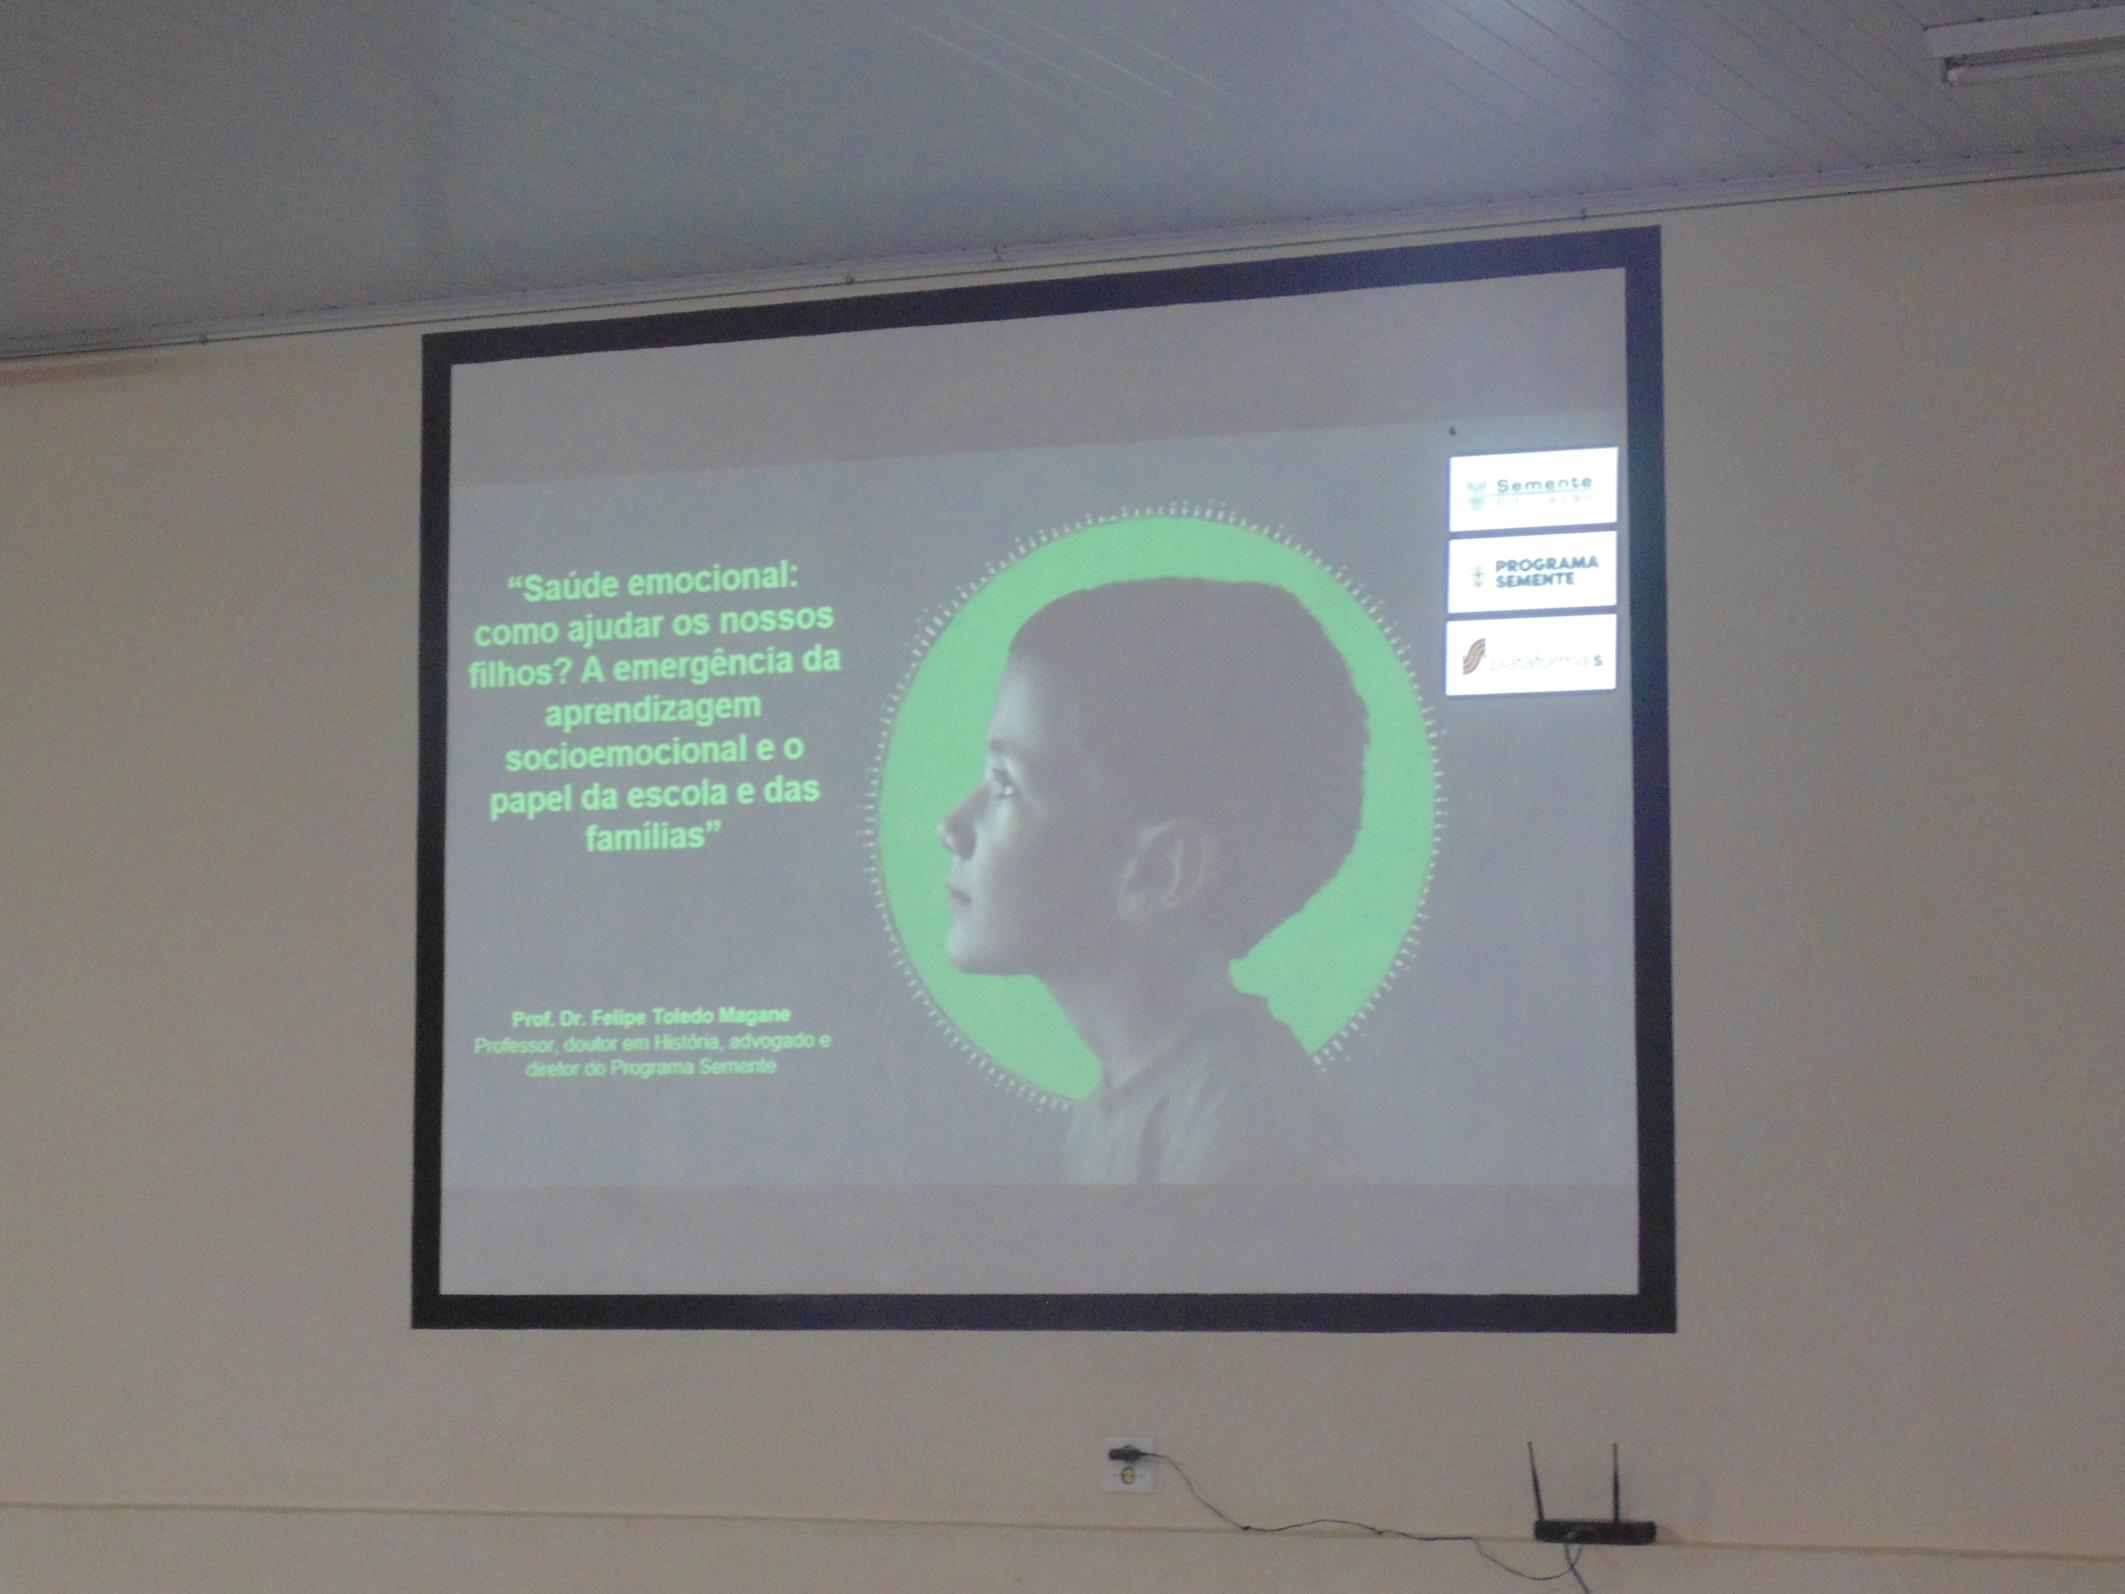 “Saúde emocional:
como ajudar os nossos
filhos? A emergência da
aprendizagem
socioemocional e o
papel da escola e das
famílias”
Prof. Dr. Felipe Toledo Magane
Professor, doutor em História, advogado e
diretor do Programa Semente
Semente
Educação
PROGRAMA
SEMENTE
plataforma s